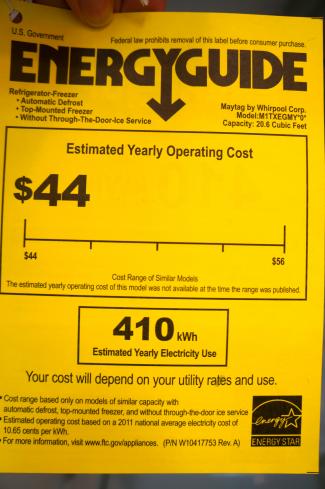 U.S. Government
Federal law prohibits removal of this label before consumer purchase.
ENERGYGUIDE
Refrigerator-Freezer
• Automatic Defrost
• Top-Mounted Freezer
• Without Through-The-Door-Ice Service
Maytag by Whirpool Corp.
Model:M1TXEGMY*0*
Capacity: 20.6 Cubic Feet
Estimated Yearly Operating Cost
$44
$44
$56
Cost Range of Similar Models
The estimated yearly operating cost of this model was not available at the time the range was published.
410 kWh
Estimated Yearly Electricity Use
Your cost will depend on your utility rates and use.
• Cost range based only on models of similar capacity with
automatic defrost, top-mounted freezer, and without through-the-door ice service
• Estimated operating cost based on a 2011 national average electricity cost of
10.65 cents per kWh.
• For more information, visit www.ftc.gov/appliances. (P/N W10417753 Rev. A)
energy
ENERGY STAR